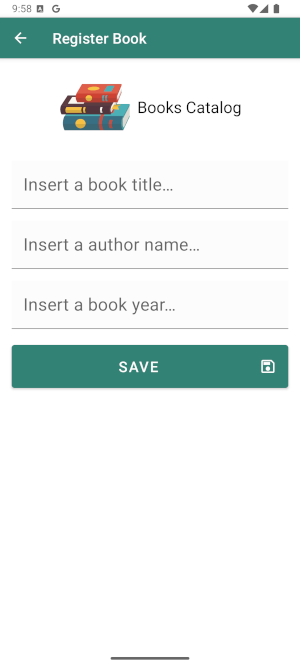 9:58
Register Book
Books Catalog
Insert a book title...
Insert a author name...
Insert a book year...
SAVE